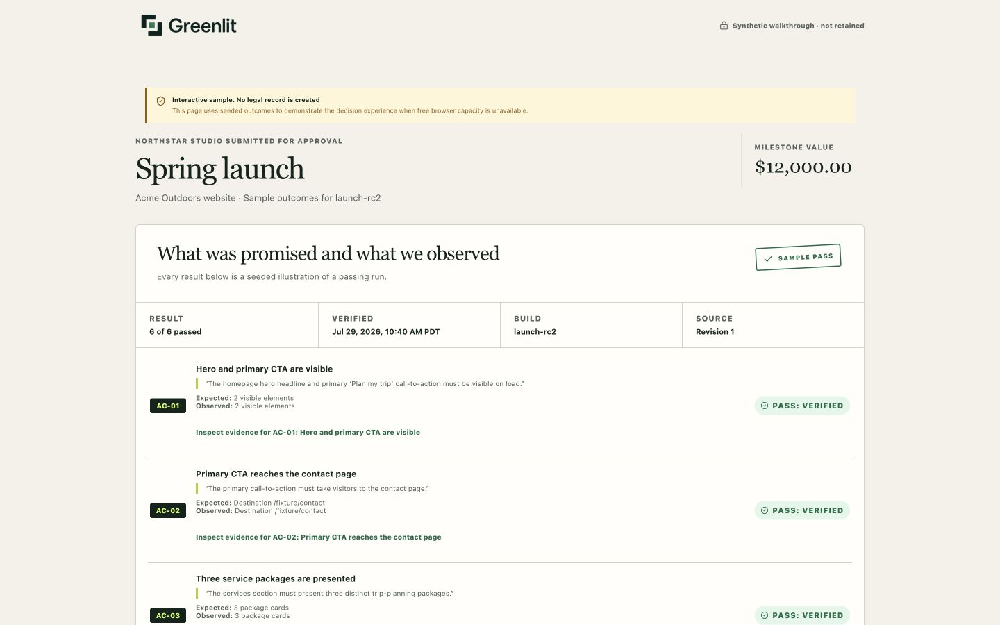 Greenlit
Synthetic walkthrough · not retained
Interactive sample. No legal record is created
This page uses seeded outcomes to demonstrate the decision experience when free browser capacity is unavailable.
NORTHSTAR STUDIO SUBMITTED FOR APPROVAL
Spring launch
Acme Outdoors website · Sample outcomes for launch-rc2
MILESTONE VALUE
$12,000.00
What was promised and what we observed
Every result below is a seeded illustration of a passing run.
SAMPLE PASS
RESULT
6 of 6 passed
VERIFIED
Jul 29, 2026, 10:40 AM PDT
BUILD
launch-rc2
SOURCE
Revision 1
AC-01
Hero and primary CTA are visible
“The homepage hero headline and primary ‘Plan my trip’ call-to-action must be visible on load.”
Expected: 2 visible elements
Observed: 2 visible elements
Inspect evidence for AC-01: Hero and primary CTA are visible
PASS: VERIFIED
AC-02
Primary CTA reaches the contact page
“The primary call-to-action must take visitors to the contact page.”
Expected: Destination /fixture/contact
Observed: Destination /fixture/contact
Inspect evidence for AC-02: Primary CTA reaches the contact page
PASS: VERIFIED
AC-03
Three service packages are presented
“The services section must present three distinct trip-planning packages.”
Expected: 3 package cards
Observed: 3 package cards
PASS: VERIFIED